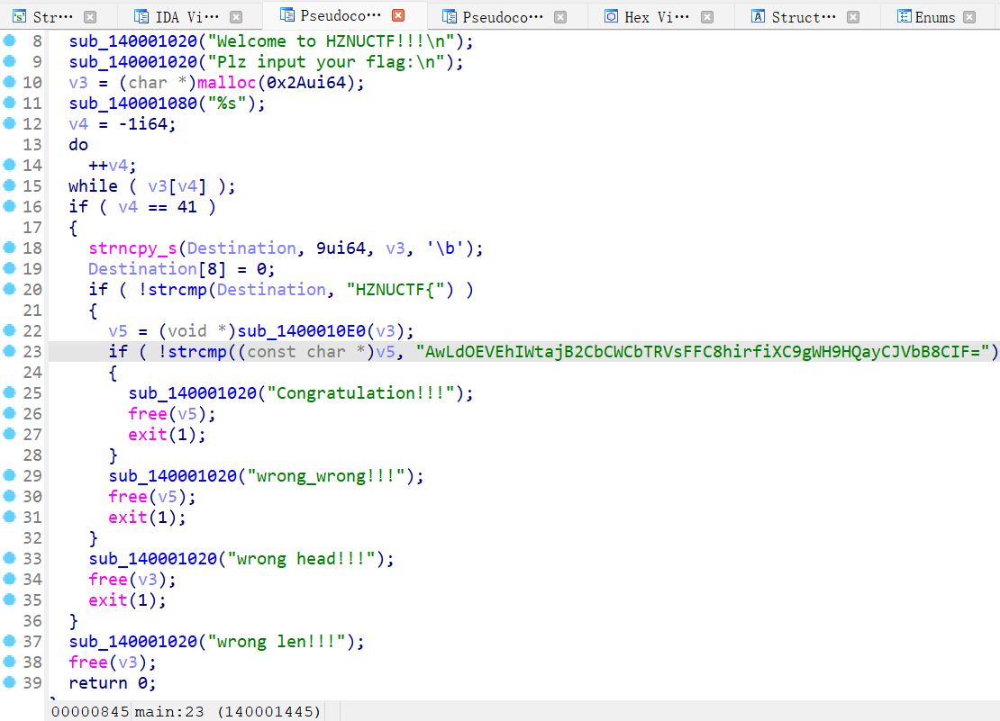 Str··· IDA Vi··· Pseudoco··· Pseudoco··· Hex Vi··· Struct··· Enums
8 sub_140001020("Welcome to HZNUCTF!!!\n");
9 sub_140001020("Plz input your flag:\n");
10 v3 = (char *)malloc(0x2Aui64);
11 sub_140001080("%s");
12 v4 = -1i64;
13 do
14 ++v4;
15 while ( v3[v4] );
16 if ( v4 == 41 )
17 {
18 strncpy_s(Destination, 9ui64, v3, '\b');
19 Destination[8] = 0;
20 if ( !strcmp(Destination, "HZNUCTF{") )
21 {
22 v5 = (void *)sub_1400010E0(v3);
23 if ( !strcmp((const char *)v5, "AwLdOEVEhIWtajB2CbCWCbTRVsFFC8hirfiXC9gWH9HQayCJVbB8CIF=")
24 {
25 sub_140001020("Congratulation!!!");
26 free(v5);
27 exit(1);
28 }
29 sub_140001020("wrong_wrong!!!");
30 free(v5);
31 exit(1);
32 }
33 sub_140001020("wrong head!!!");
34 free(v3);
35 exit(1);
36 }
37 sub_140001020("wrong len!!!");
38 free(v3);
39 return 0;
00000845 main:23 (140001445)